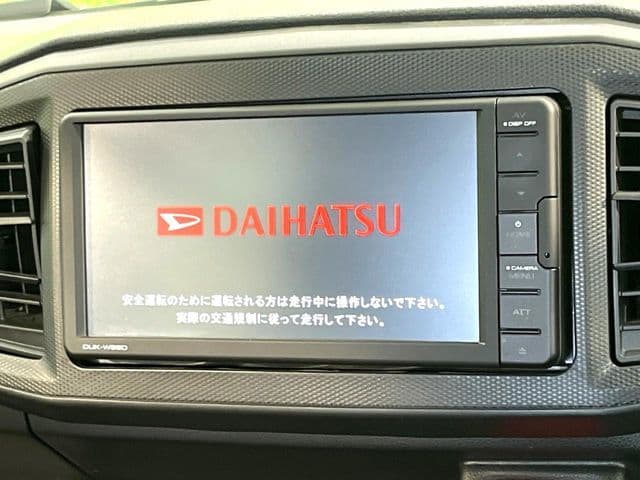 AV
DISP OFF
DAIHATSU
HOME
CAMERA
MENU
安全運転のために運転される方は走行中に操作しないで下さい。
実際の交通規制に従って走行して下さい。
ATT